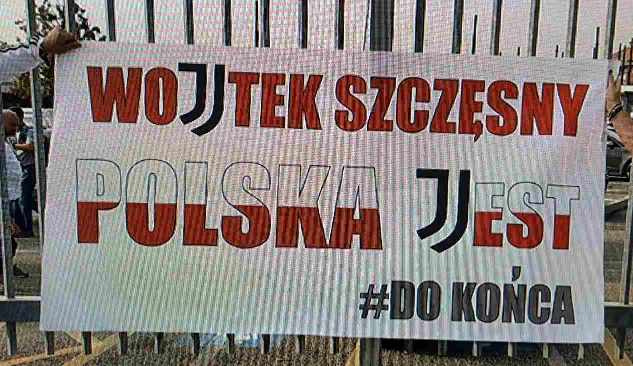 WOJTEK SZCZĘSNY
POLSKA JEST
#DO KOŃCA